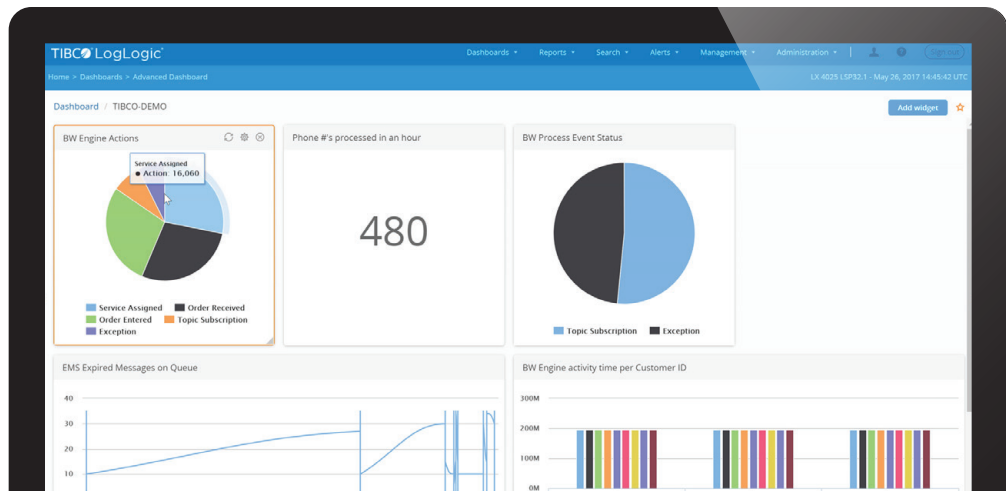 TIBCO LogLogic®
Dashboards Reports Search Alerts Management Administration Sign out
Home > Dashboards > Advanced Dashboard
LX 4025 LSP32.1 - May 26, 2017 14:45:42 UTC
Dashboard / TIBCO-DEMO
Add widget
BW Engine Actions
Service Assigned
Action: 16,060
Service Assigned Order Received
Order Entered Topic Subscription
Exception
Phone #'s processed in an hour
480
BW Process Event Status
Topic Subscription Exception
EMS Expired Messages on Queue
40
30
20
10
BW Engine activity time per Customer ID
300M
200M
100M
0M